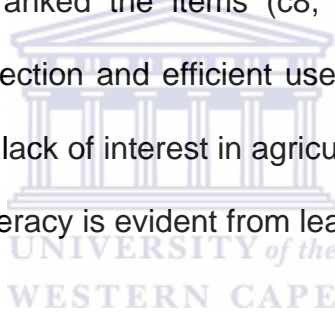 ranked the items (c8,
ection and efficient use
lack of interest in agricu
eracy is evident from lea
UNIVERSITY of the
WESTERN CAPE